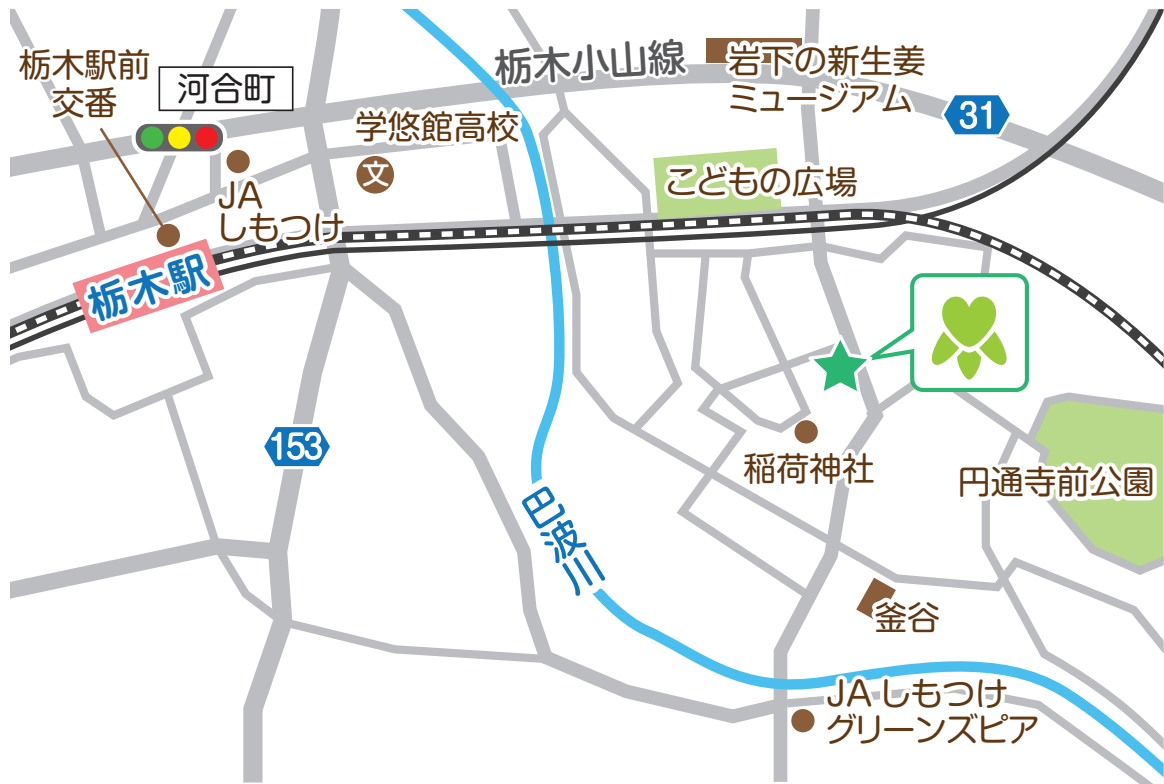 栃木駅前
交番
河合町
栃木小山線
岩下の新生姜
ミュージアム
31
学悠館高校
文
JA
しもつけ
こどもの広場
栃木駅
153
稲荷神社
円通寺前公園
巴波川
釜谷
JAしもつけ
グリーンズピア